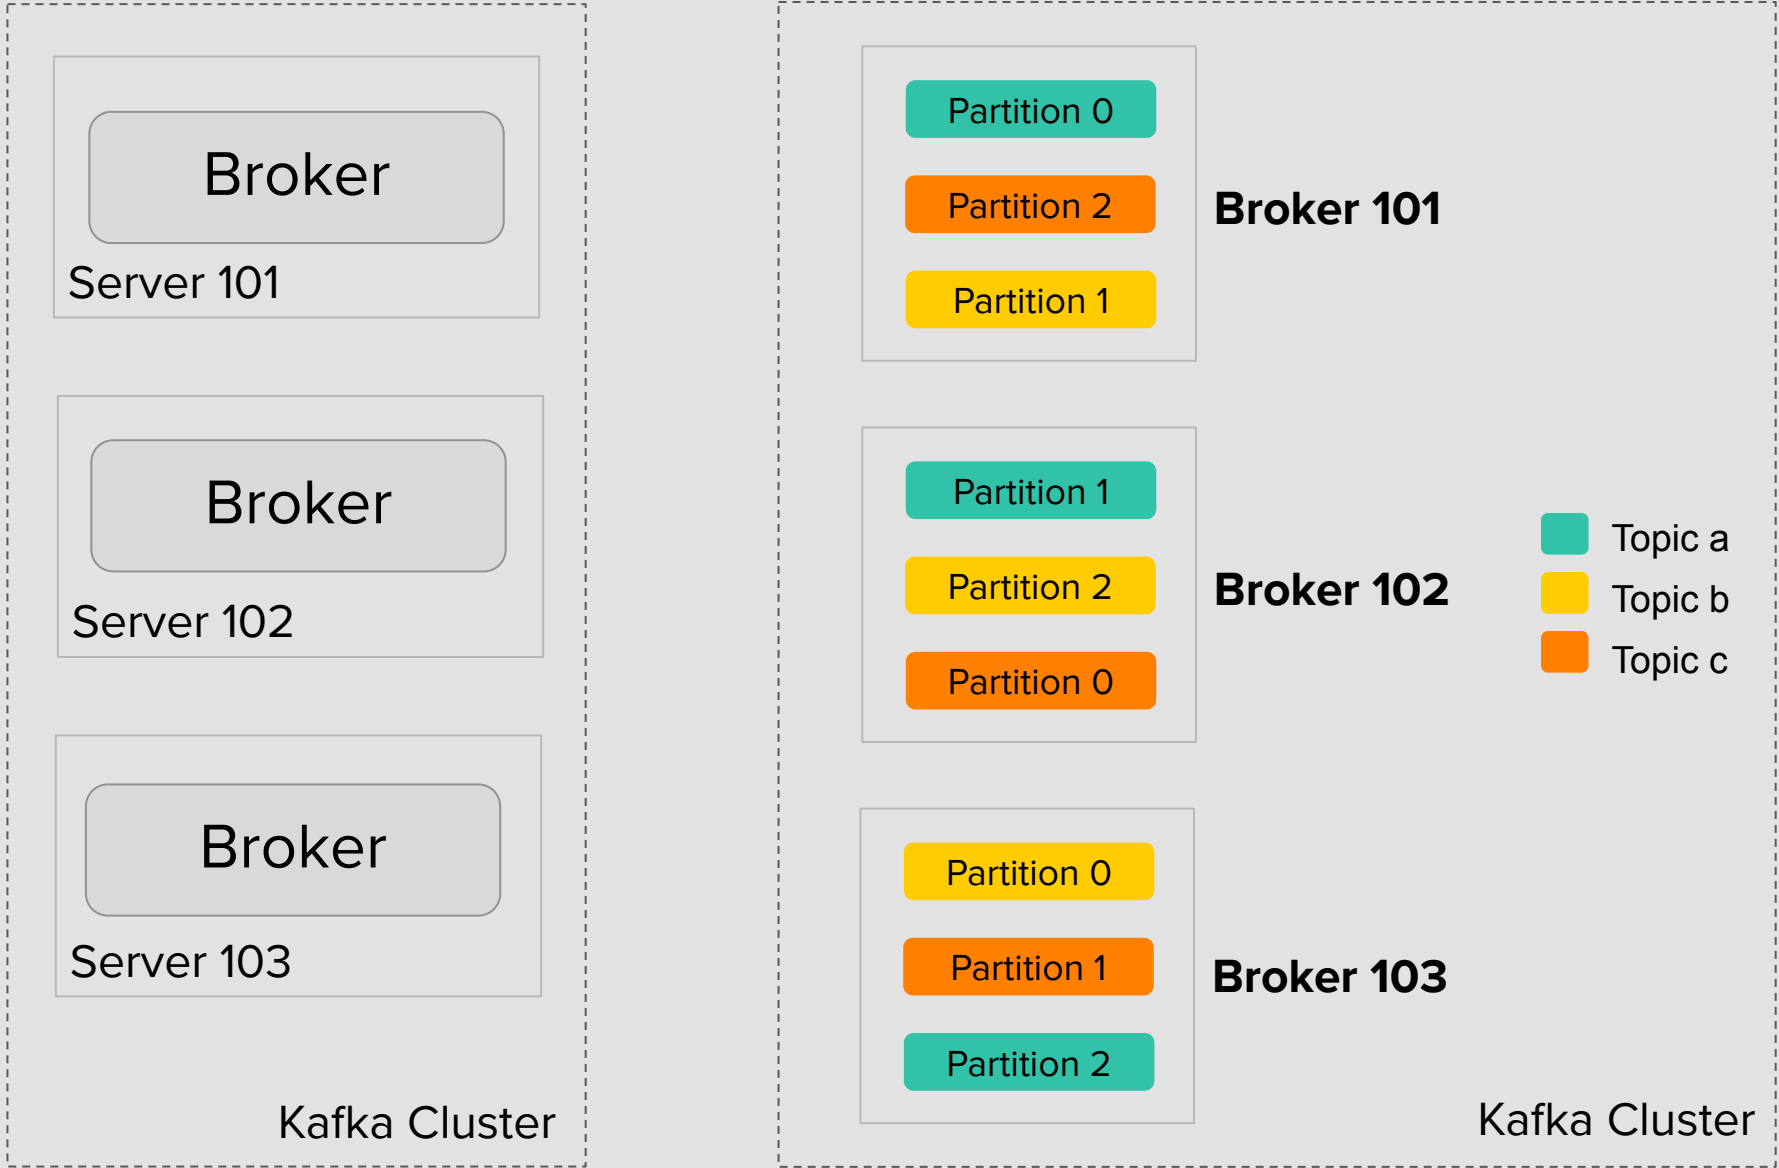 Broker
Server 101
Broker
Server 102
Broker
Server 103
Kafka Cluster
Partition 0
Partition 2
Partition 1
Broker 101
Partition 1
Partition 2
Partition 0
Broker 102
Partition 0
Partition 1
Partition 2
Broker 103
Topic a
Topic b
Topic c
Kafka Cluster